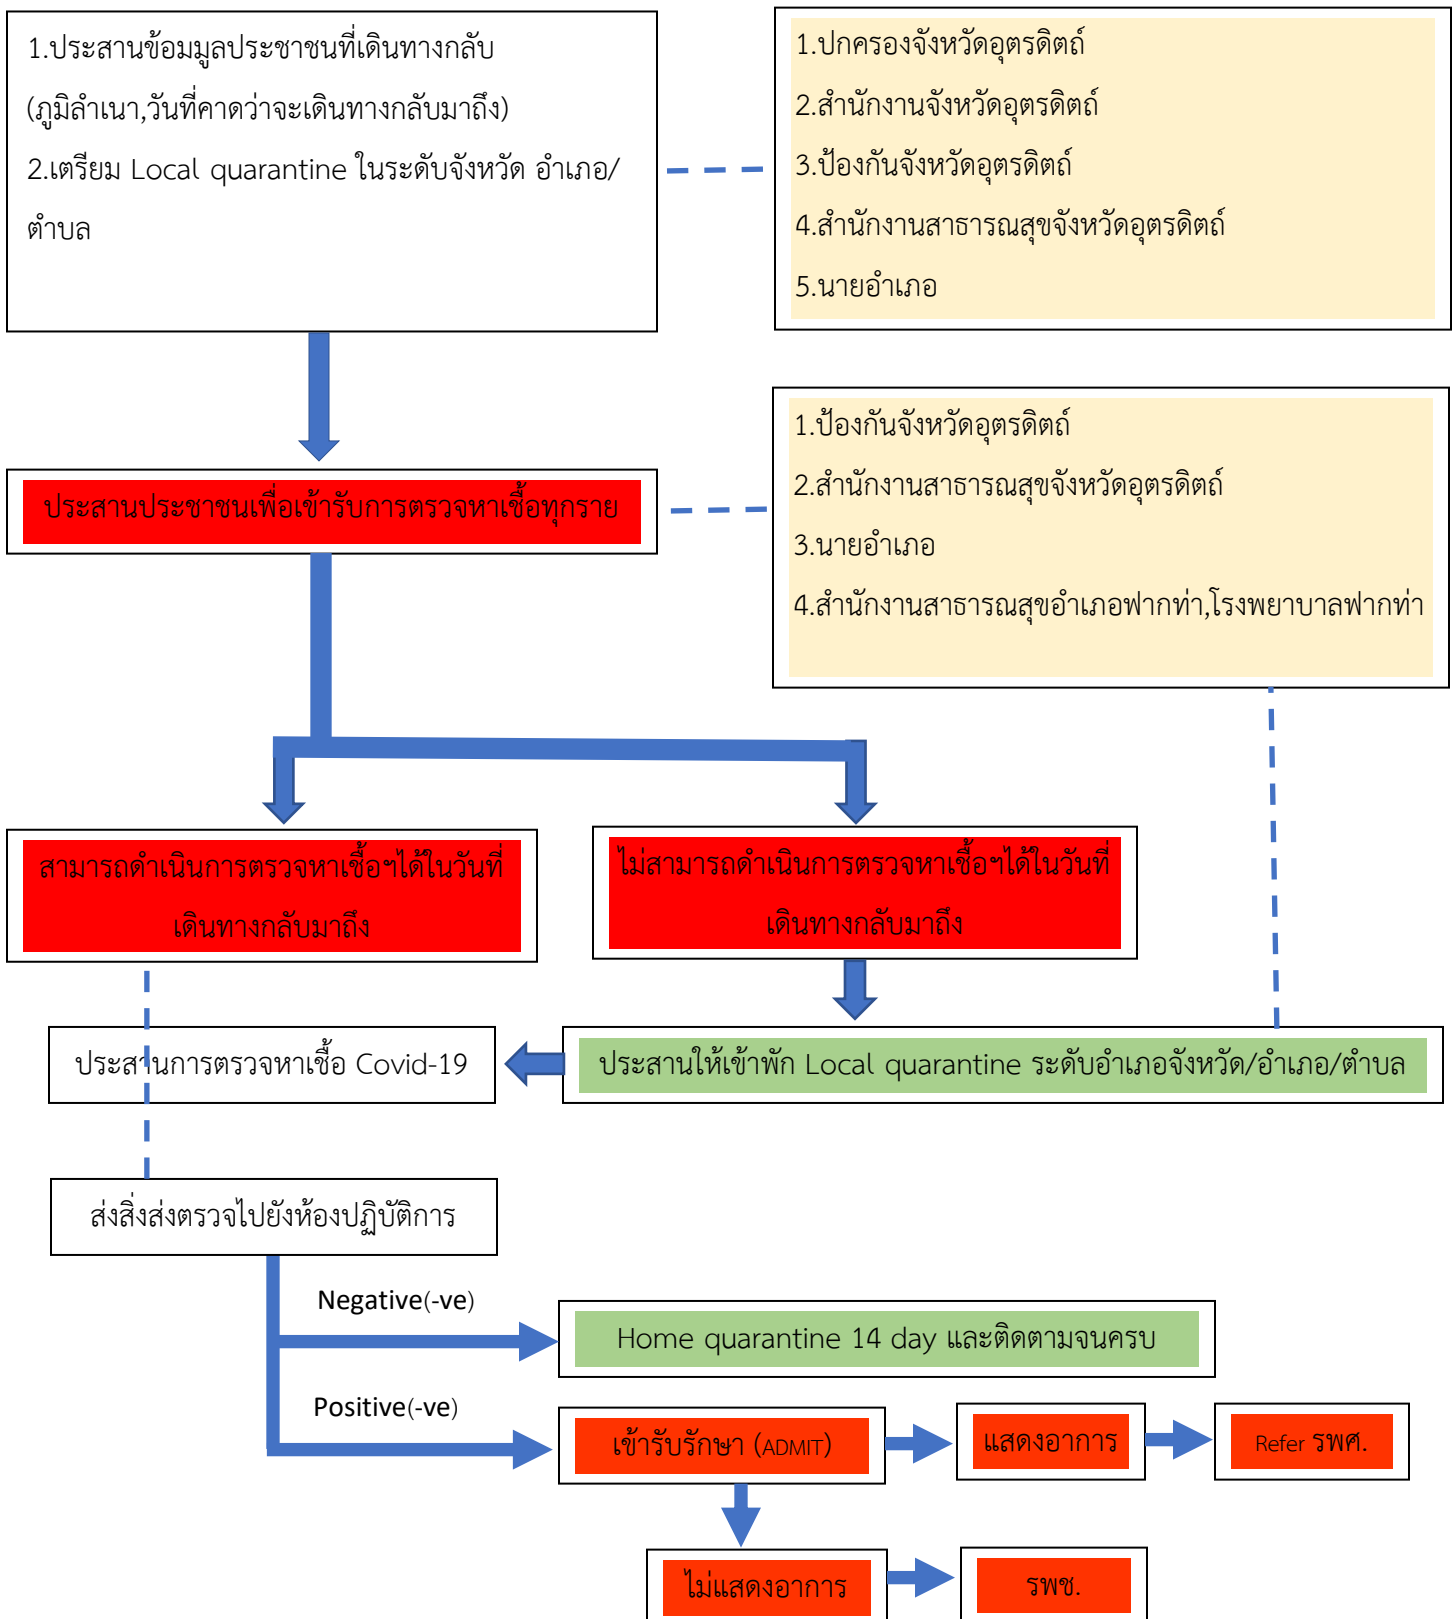 1.ประสานข้อมมูลประชาชนที่เดินทางกลับ
(ภูมิลำเนา,วันที่คาดว่าจะเดินทางกลับมาถึง)
2.เตรียม Local quarantine ในระดับจังหวัด อำเภอ/
ตำบล
1.ปกครองจังหวัดอุตรดิตถ์
2.สำนักงานจังหวัดอุตรดิตถ์
3.ป้องกันจังหวัดอุตรดิตถ์
4.สำนักงานสาธารณสุขจังหวัดอุตรดิตถ์
5.นายอำเภอ
ประสานประชาชนเพื่อเข้ารับการตรวจหาเชื้อทุกราย
1.ป้องกันจังหวัดอุตรดิตถ์
2.สำนักงานสาธารณสุขจังหวัดอุตรดิตถ์
3.นายอำเภอ
4.สำนักงานสาธารณสุขอำเภอฟากท่า,โรงพยาบาลฟากท่า
สามารถดำเนินการตรวจหาเชื้อฯได้ในวันที่
เดินทางกลับมาถึง
ไม่สามารถดำเนินการตรวจหาเชื้อฯได้ในวันที่
เดินทางกลับมาถึง
ประสานการตรวจหาเชื้อ Covid-19
ประสานให้เข้าพัก Local quarantine ระดับอำเภอจังหวัด/อำเภอ/ตำบล
ส่งสิ่งส่งตรวจไปยังห้องปฏิบัติการ
Negative(-ve)
Home quarantine 14 day และติดตามจนครบ
Positive(-ve)
เข้ารับรักษา (ADMIT)
แสดงอาการ
Refer รพศ.
ไม่แสดงอาการ
รพช.